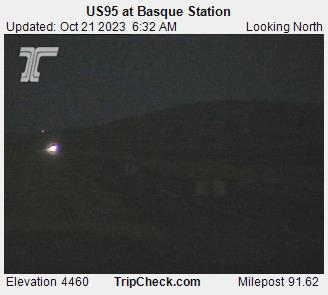 US95 at Basque Station
Updated: Oct 21 2023 6:32 AM Looking North
Elevation 4460 TripCheck.com Milepost 91.62